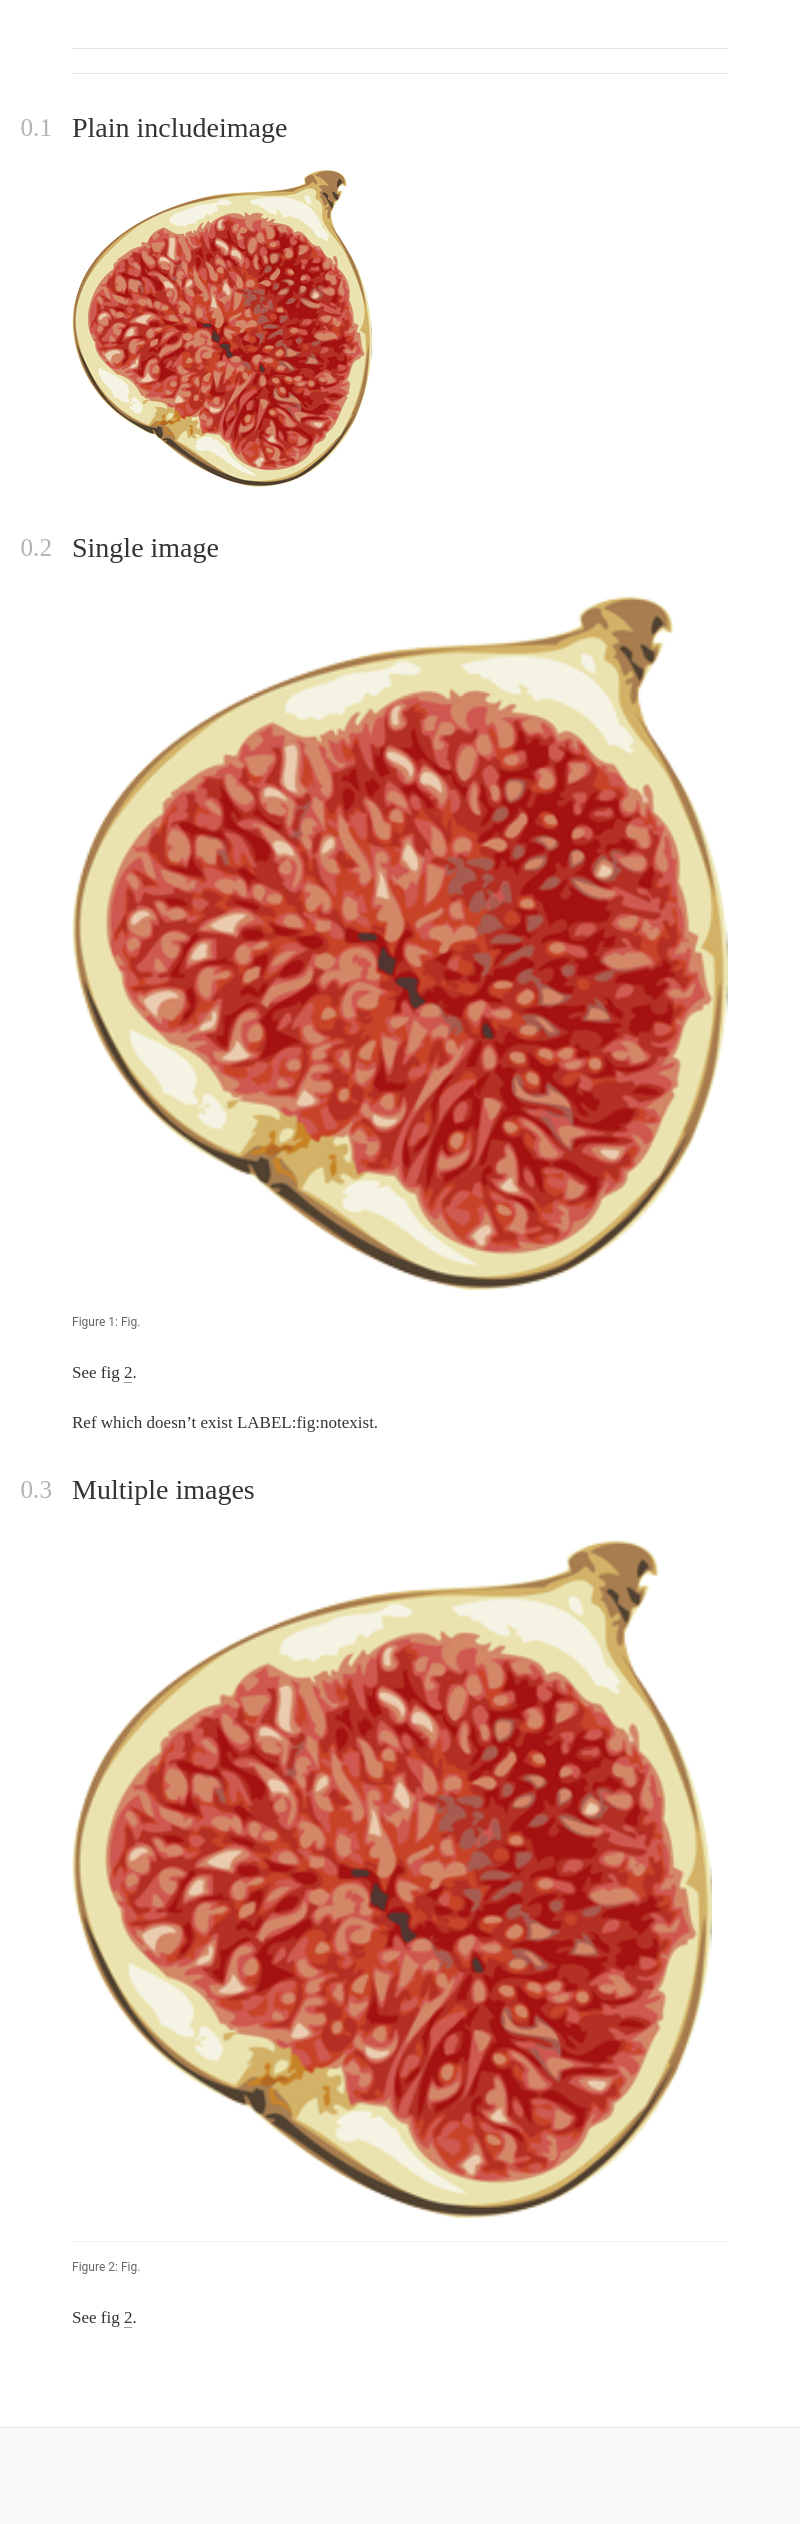 0.1 Plain includeimage
0.2 Single image
Figure 1: Fig.
See fig 2.
Ref which doesn’t exist LABEL:fig:notexist.
0.3 Multiple images
Figure 2: Fig.
See fig 2.